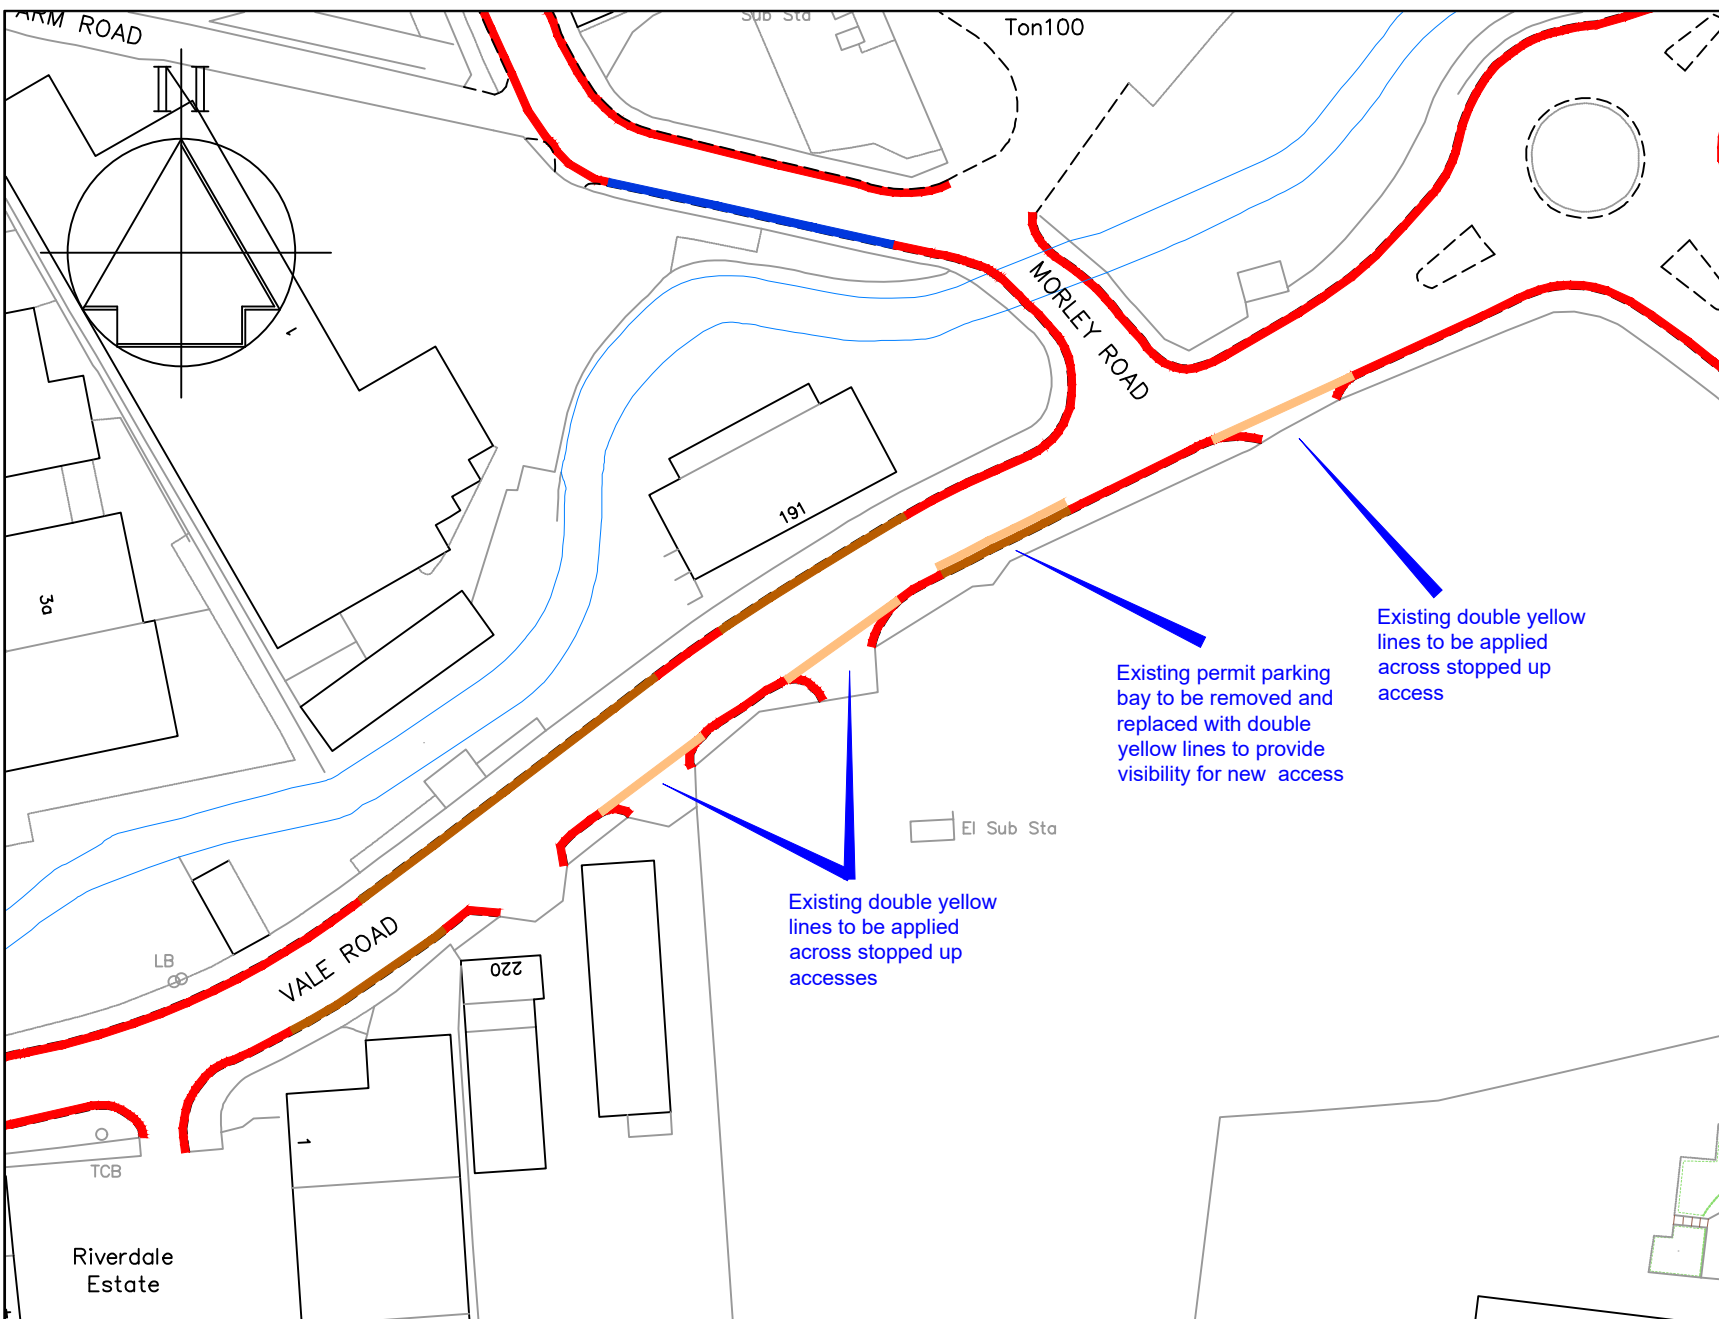 ARM ROAD
Sub Sta
Ton100
N
MORLEY ROAD
1
191
3a
Existing double yellow
lines to be applied
across stopped up
access
Existing permit parking
bay to be removed and
replaced with double
yellow lines to provide
visibility for new access
El Sub Sta
Existing double yellow
lines to be applied
across stopped up
accesses
VALE ROAD
LB
220
1
TCB
Riverdale
Estate